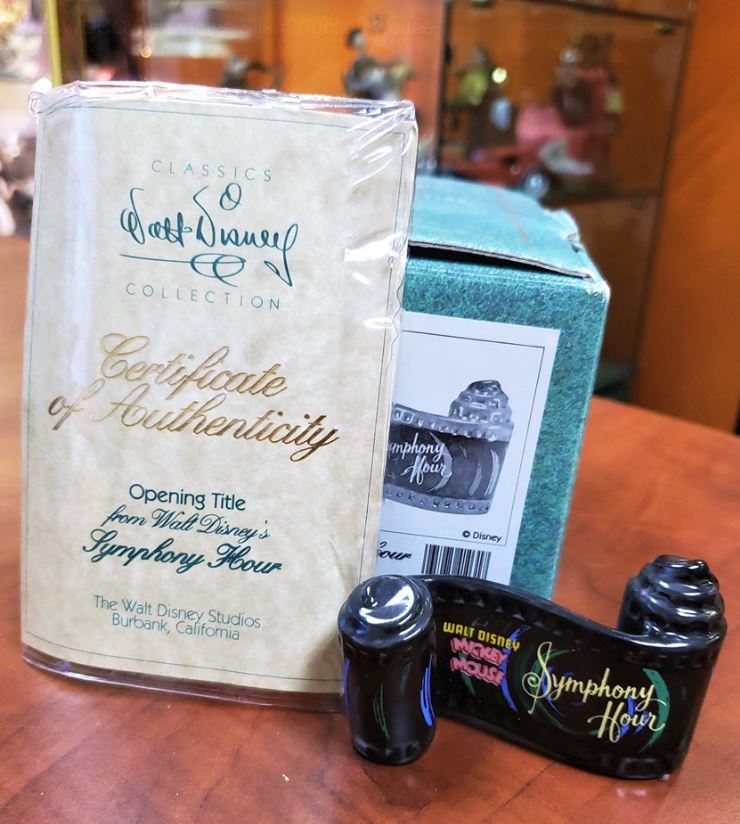 CLASSICS
Walt Disney
COLLECTION
Certificate
of Authenticity
Opening Title
from Walt Disney's
Symphony Hour
The Walt Disney Studios
Burbank, California
mphony
Hour
© Disney
our
WALT DISNEY
MICKEY
MOUSE
Symphony
Hour